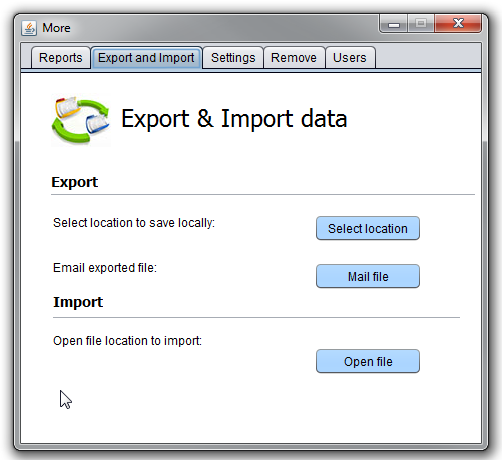 More
Reports Export and Import Settings Remove Users
Export & Import data
Export
Select location to save locally: Select location
Email exported file: Mail file
Import
Open file location to import: Open file